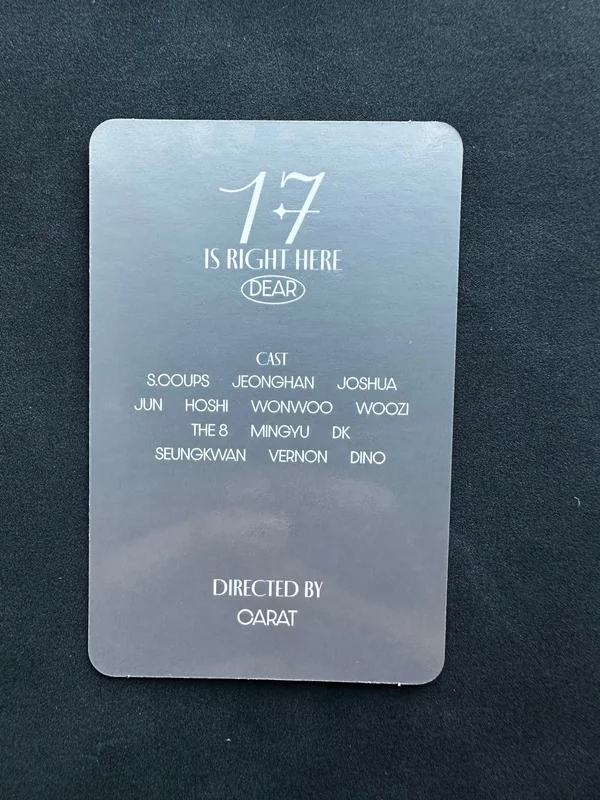 17
IS RIGHT HERE
DEAR
CAST
S.COUPS JEONGHAN JOSHUA
JUN HOSHI WONWOO WOOZI
THE 8 MINGYU DK
SEUNGKWAN VERNON DINO
DIRECTED BY
CARAT